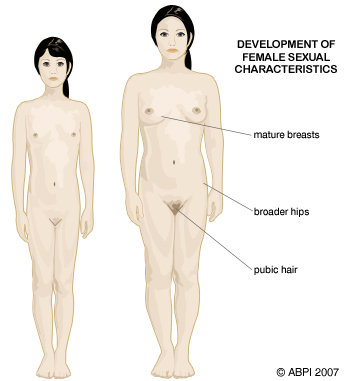 DEVELOPMENT OF
FEMALE SEXUAL
CHARACTERISTICS
mature breasts
broader hips
pubic hair
© ABPI 2007